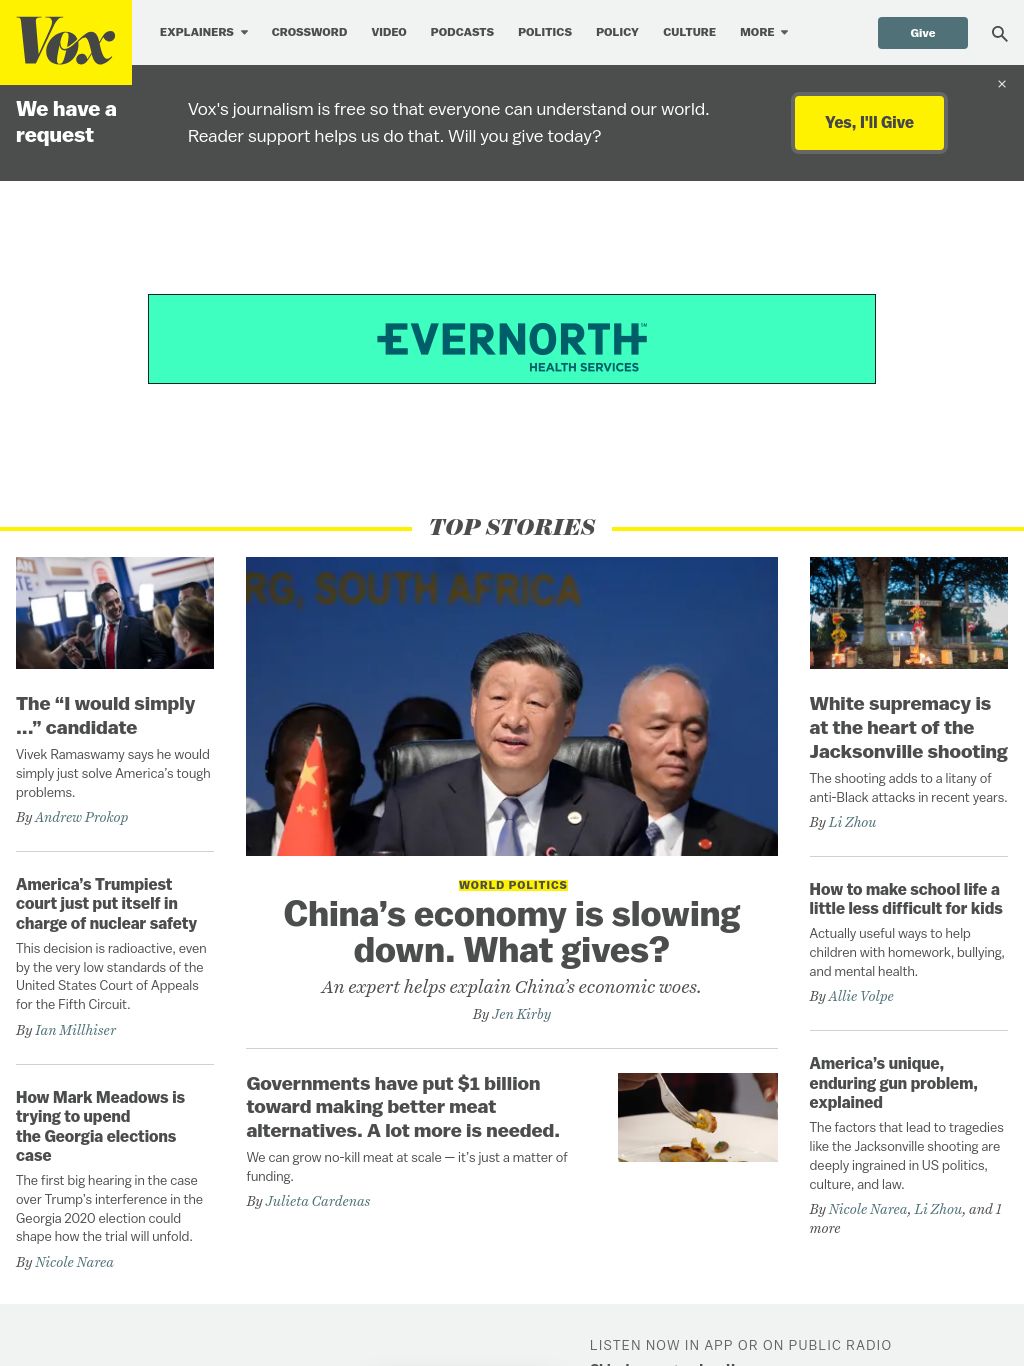 Vox
EXPLAINERS
CROSSWORD
VIDEO
PODCASTS
POLITICS
POLICY
CULTURE
MORE
Give
×
We have a
request
Vox's journalism is free so that everyone can understand our world.
Reader support helps us do that. Will you give today?
Yes, I'll Give
EVERNORTH℠
HEALTH SERVICES
TOP STORIES
The “I would simply
...” candidate
Vivek Ramaswamy says he would
simply just solve America’s tough
problems.
By Andrew Prokop
America’s Trumpiest
court just put itself in
charge of nuclear safety
This decision is radioactive, even
by the very low standards of the
United States Court of Appeals
for the Fifth Circuit.
By Ian Millhiser
How Mark Meadows is
trying to upend
the Georgia elections
case
The first big hearing in the case
over Trump’s interference in the
Georgia 2020 election could
shape how the trial will unfold.
By Nicole Narea
RG, SOUTH AFRICA
WORLD POLITICS
China’s economy is slowing
down. What gives?
An expert helps explain China’s economic woes.
By Jen Kirby
Governments have put $1 billion
toward making better meat
alternatives. A lot more is needed.
We can grow no-kill meat at scale — it’s just a matter of
funding.
By Julieta Cardenas
White supremacy is
at the heart of the
Jacksonville shooting
The shooting adds to a litany of
anti-Black attacks in recent years.
By Li Zhou
How to make school life a
little less difficult for kids
Actually useful ways to help
children with homework, bullying,
and mental health.
By Allie Volpe
America’s unique,
enduring gun problem,
explained
The factors that lead to tragedies
like the Jacksonville shooting are
deeply ingrained in US politics,
culture, and law.
By Nicole Narea, Li Zhou, and 1
more
LISTEN NOW IN APP OR ON PUBLIC RADIO